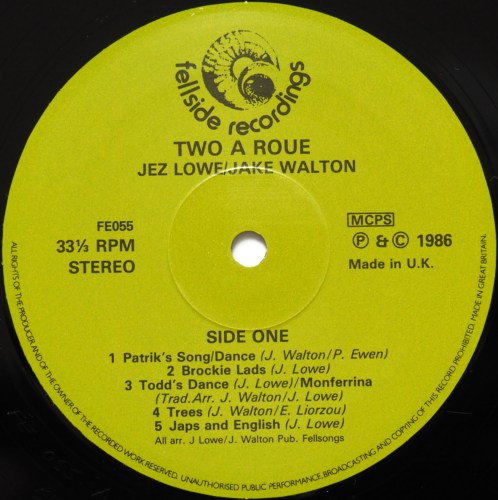 fellside recordings
TWO A ROUE
JEZ LOWE/JAKE WALTON
FE055
33⅓ RPM
STEREO
MCPS
Ⓟ & © 1986
Made in U.K.
SIDE ONE
1 Patrik's Song/Dance (J. Walton/P. Ewen)
2 Brockie Lads (J. Lowe)
3 Todd's Dance (J. Lowe)/Monferrina
(Trad.Arr. J. Walton/J. Lowe)
4 Trees (J. Walton/E. Liorzou)
5 Japs and English (J. Lowe)
All arr. J Lowe/J. Walton Pub. Fellsongs
ALL RIGHTS OF THE PRODUCER AND OF THE OWNER OF THE RECORDED WORK RESERVED. UNAUTHORISED PUBLIC PERFORMANCE, BROADCASTING AND COPYING OF THIS RECORD PROHIBITED. MADE IN GREAT BRITAIN.